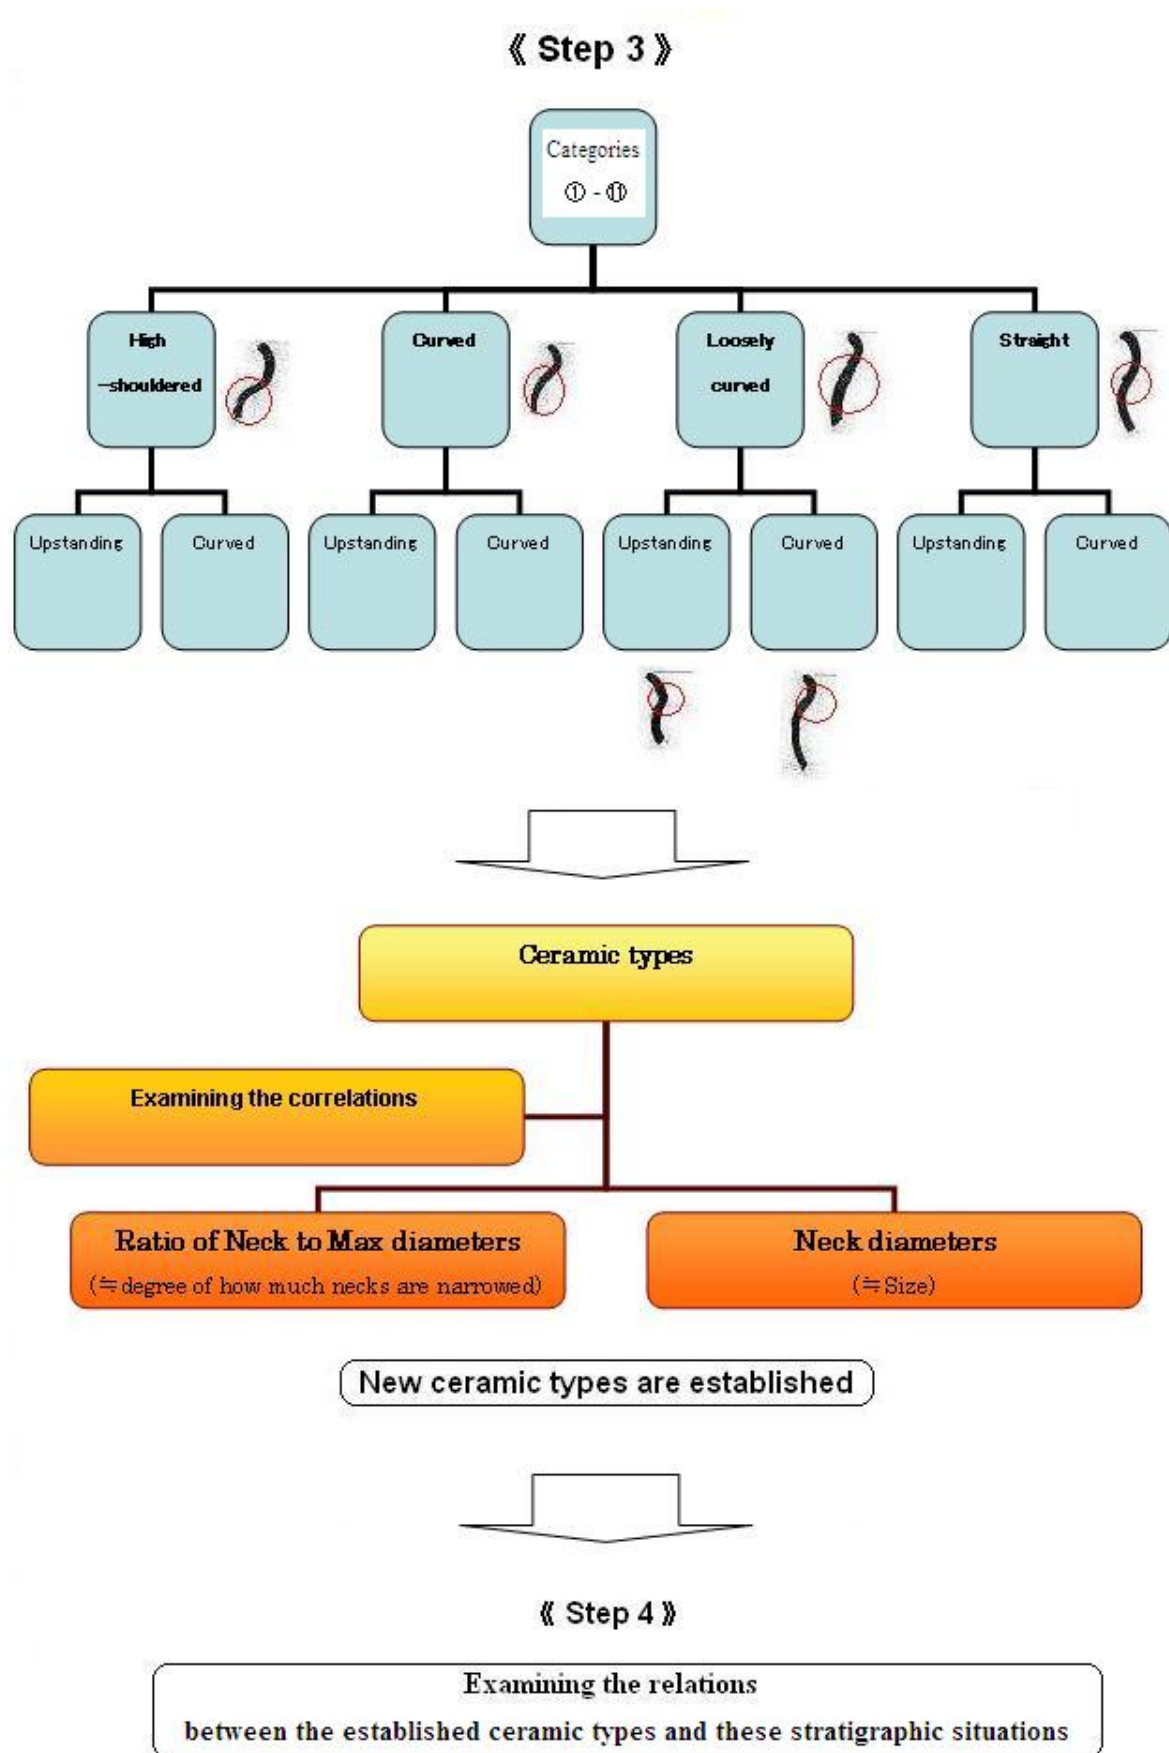 《 Step 3 》
Categories
① - ⑪
High
-shouldered
Curved
Loosely
curved
Straight
Upstanding
Curved
Upstanding
Curved
Upstanding
Curved
Upstanding
Curved
Ceramic types
Examining the correlations
Ratio of Neck to Max diameters
(≒degree of how much necks are narrowed)
Neck diameters
(≒Size)
New ceramic types are established
《 Step 4 》
Examining the relations
between the established ceramic types and these stratigraphic situations